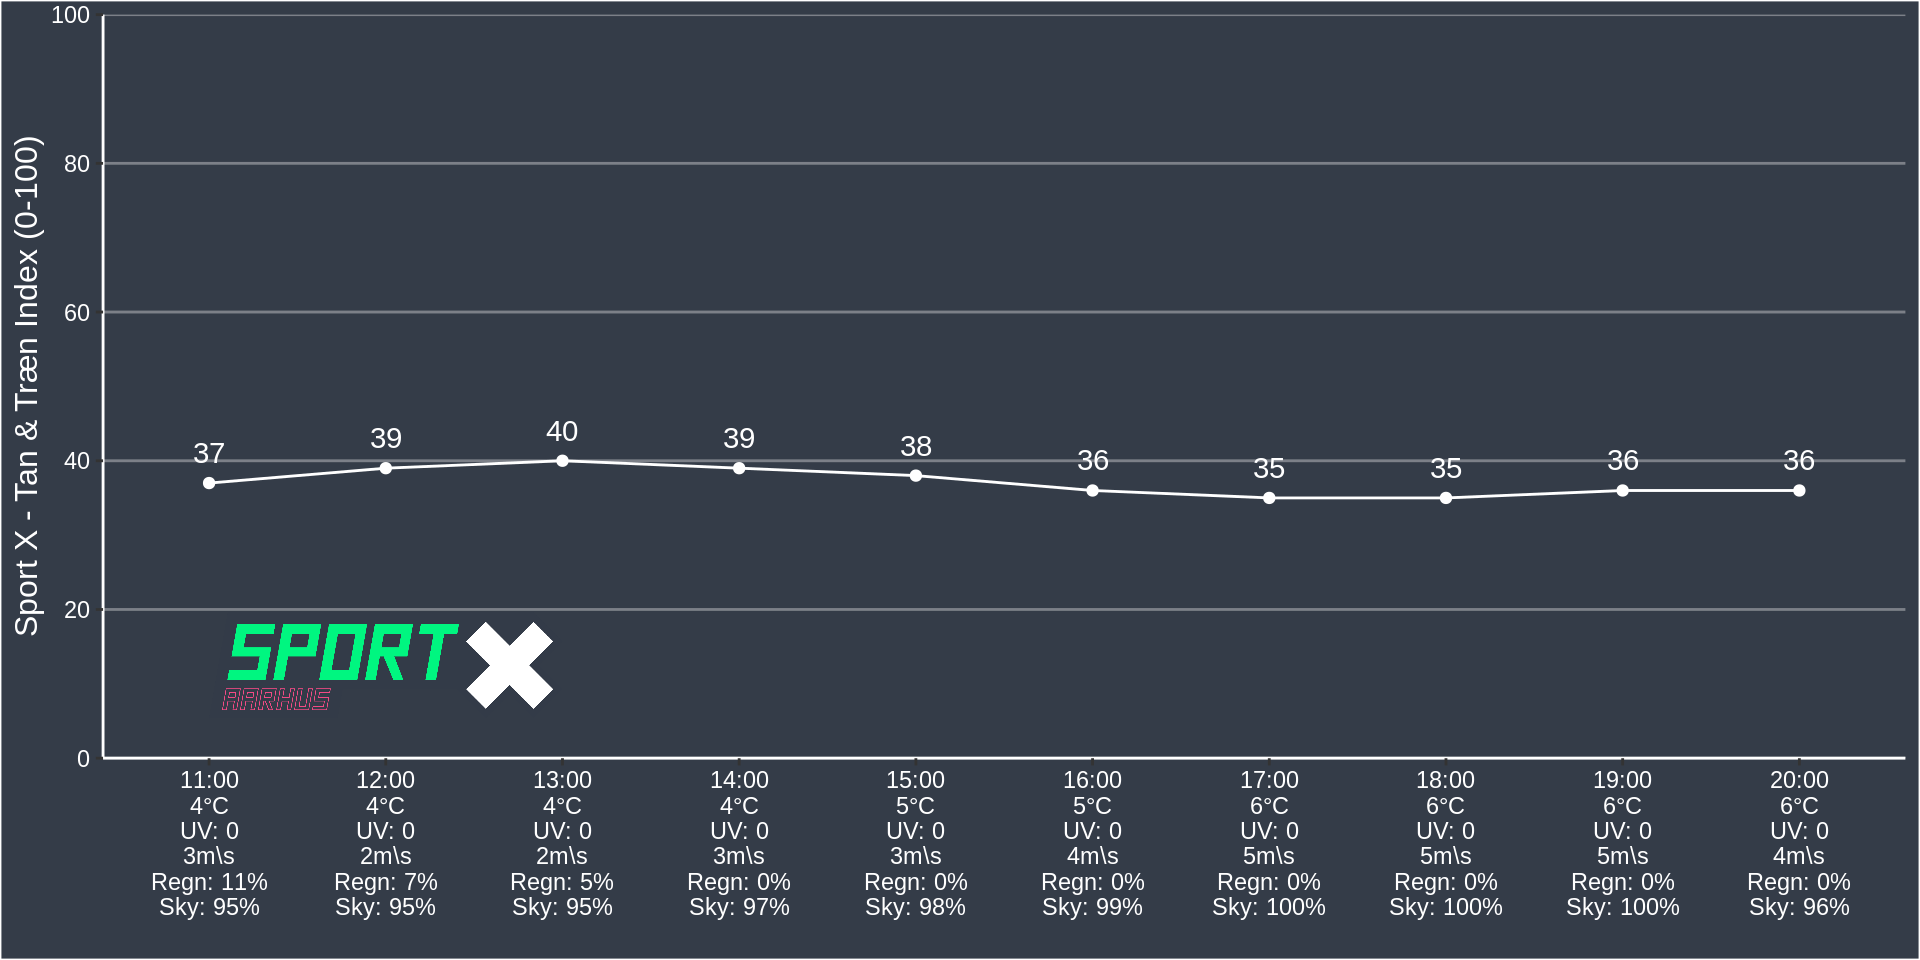 Sport X - Tan & Træn Index (0-100)
100
80
60
40
20
0
37
39
40
39
38
36
35
35
36
36
SPORT X
AARHUS
11:00 12:00 13:00 14:00 15:00 16:00 17:00 18:00 19:00 20:00
4°C 4°C 4°C 4°C 5°C 5°C 6°C 6°C 6°C 6°C
UV: 0 UV: 0 UV: 0 UV: 0 UV: 0 UV: 0 UV: 0 UV: 0 UV: 0 UV: 0
3m\s 2m\s 2m\s 3m\s 3m\s 4m\s 5m\s 5m\s 5m\s 4m\s
Regn: 11% Regn: 7% Regn: 5% Regn: 0% Regn: 0% Regn: 0% Regn: 0% Regn: 0% Regn: 0% Regn: 0%
Sky: 95% Sky: 95% Sky: 95% Sky: 97% Sky: 98% Sky: 99% Sky: 100% Sky: 100% Sky: 100% Sky: 96%